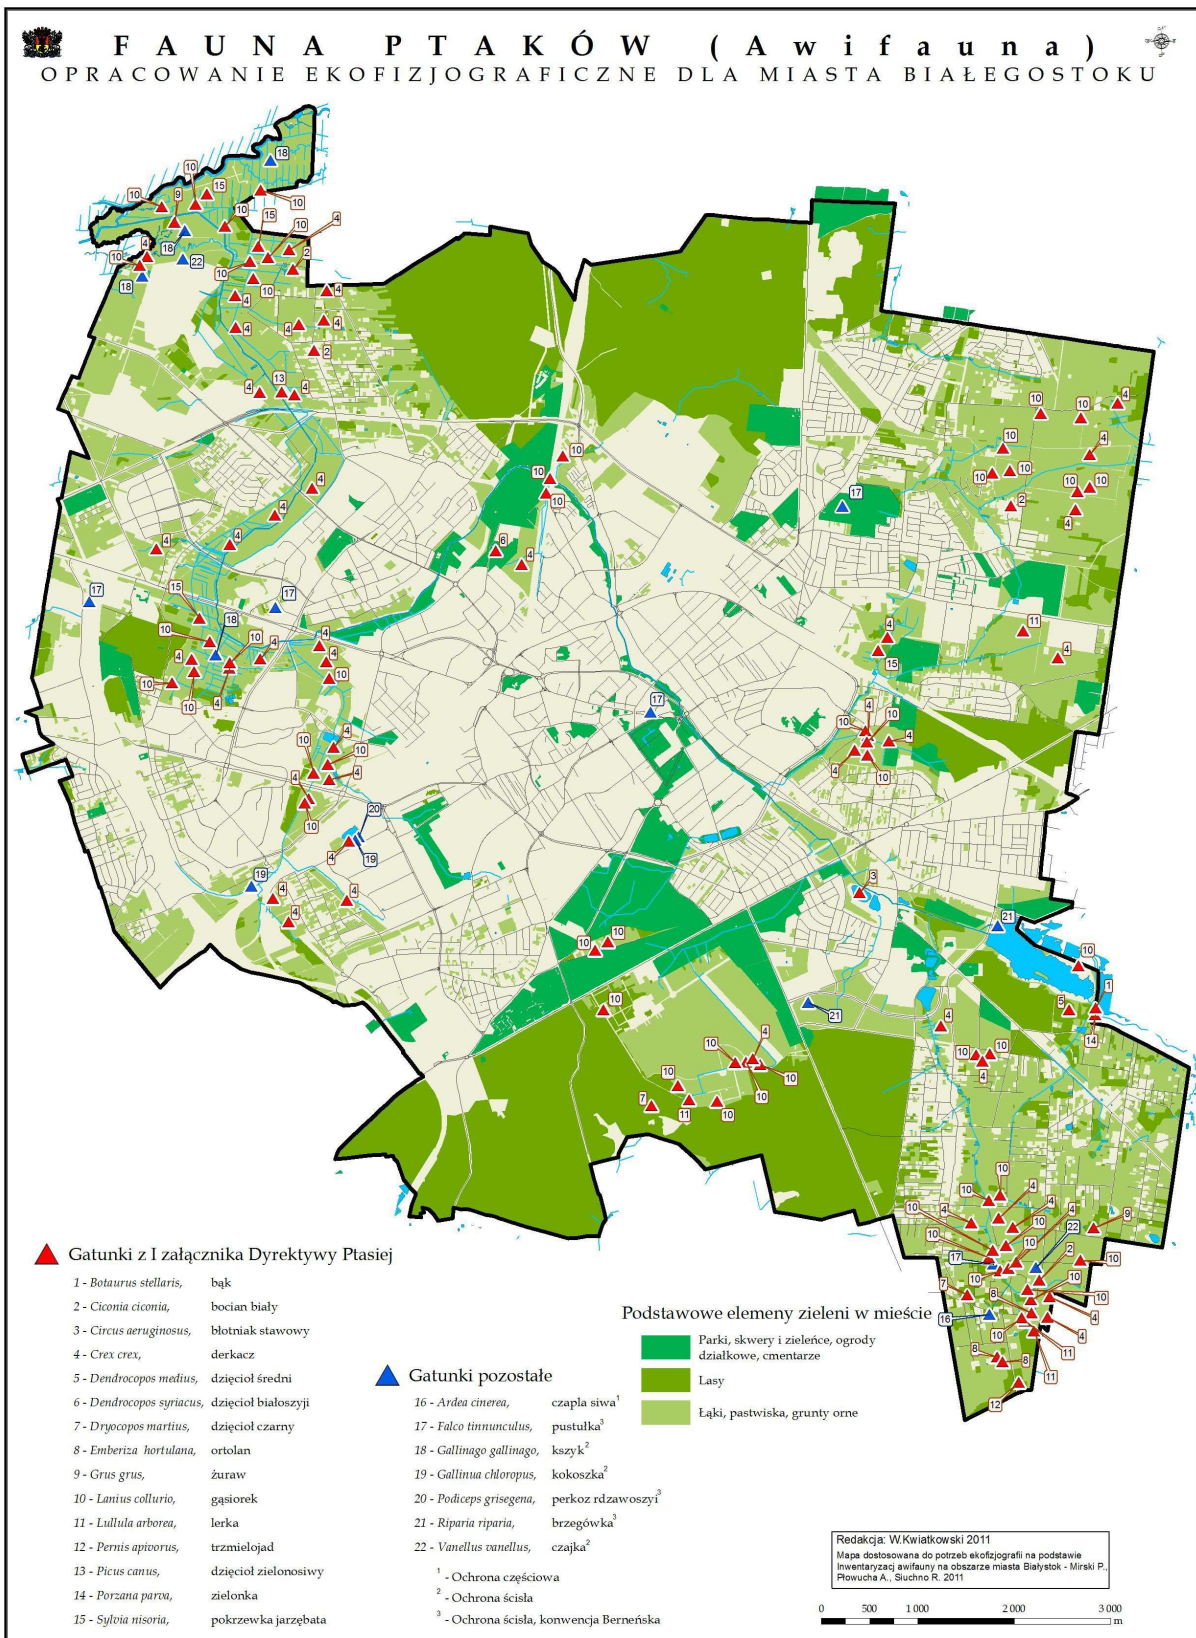 FAUNA PTAKÓW (Awifauna)
OPRACOWANIE EKOFIZJOGRAFICZNE DLA MIASTA BIAŁEGOSTOKU
Gatunki z I załącznika Dyrektywy Ptasiej
1 - Botaurus stellaris, bąk
2 - Ciconia ciconia, bocian biały
3 - Circus aeruginosus, błotniak stawowy
4 - Crex crex, derkacz
5 - Dendrocopos medius, dzięcioł średni
6 - Dendrocopos syriacus, dzięcioł białoszyji
7 - Dryocopos martius, dzięcioł czarny
8 - Emberiza hortulana, ortolan
9 - Grus grus, żuraw
10 - Lanius collurio, gąsiorek
11 - Lullula arborea, lerka
12 - Pernis apivorus, trzmielojad
13 - Picus canus, dzięcioł zielonosiwy
14 - Porzana parva, zielonka
15 - Sylvia nisoria, pokrzewka jarzębata
Gatunki pozostałe
16 - Ardea cinerea, czapla siwa¹
17 - Falco tinnunculus, pustułka³
18 - Gallinago gallinago, kszyk²
19 - Gallinua chloropus, kokoszka²
20 - Podiceps grisegena, perkoz rdzawoszyi³
21 - Riparia riparia, brzegówka³
22 - Vanellus vanellus, czajka²
¹ - Ochrona częściowa
² - Ochrona ścisła
³ - Ochrona ścisła, konwencja Berneńska
Podstawowe elemeny zieleni w mieście
Parki, skwery i zieleńce, ogrody
działkowe, cmentarze
Lasy
Łąki, pastwiska, grunty orne
Redakcja: W.Kwiatkowski 2011
Mapa dostosowana do potrzeb ekofizjografii na podstawie
Inwentaryzacj awifauny na obszarze miasta Białystok - Mirski P.,
Płowucha A., Siuchno R. 2011
0 500 1 000 2 000 3 000
m